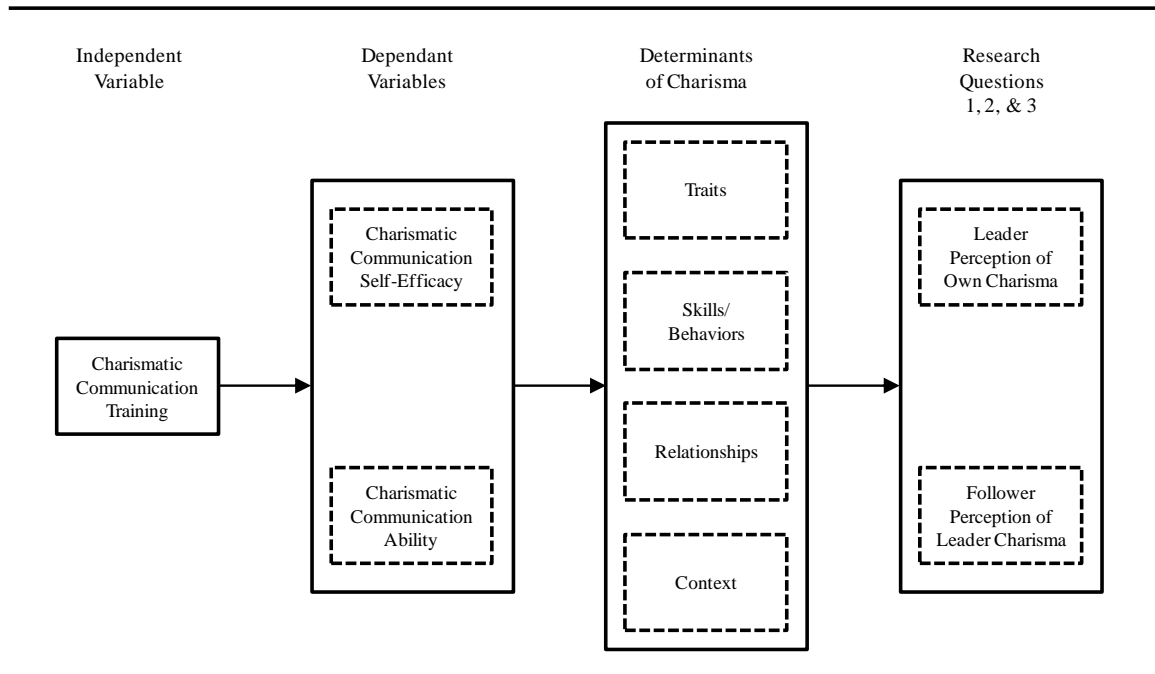 Independent
Variable
Dependant
Variables
Determinants
of Charisma
Research
Questions
1, 2, & 3
Charismatic
Communication
Training
Charismatic
Communication
Self-Efficacy
Charismatic
Communication
Ability
Traits
Skills/
Behaviors
Relationships
Context
Leader
Perception of
Own Charisma
Follower
Perception of
Leader Charisma